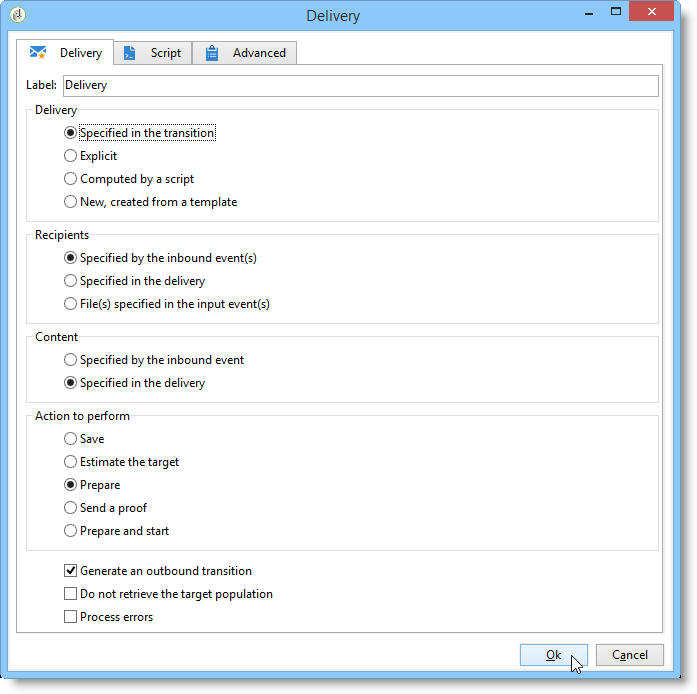 Delivery
Delivery Script Advanced
Label: Delivery
Delivery
Specified in the transition
Explicit
Computed by a script
New, created from a template
Recipients
Specified by the inbound event(s)
Specified in the delivery
File(s) specified in the input event(s)
Content
Specified by the inbound event
Specified in the delivery
Action to perform
Save
Estimate the target
Prepare
Send a proof
Prepare and start
Generate an outbound transition
Do not retrieve the target population
Process errors
Ok Cancel